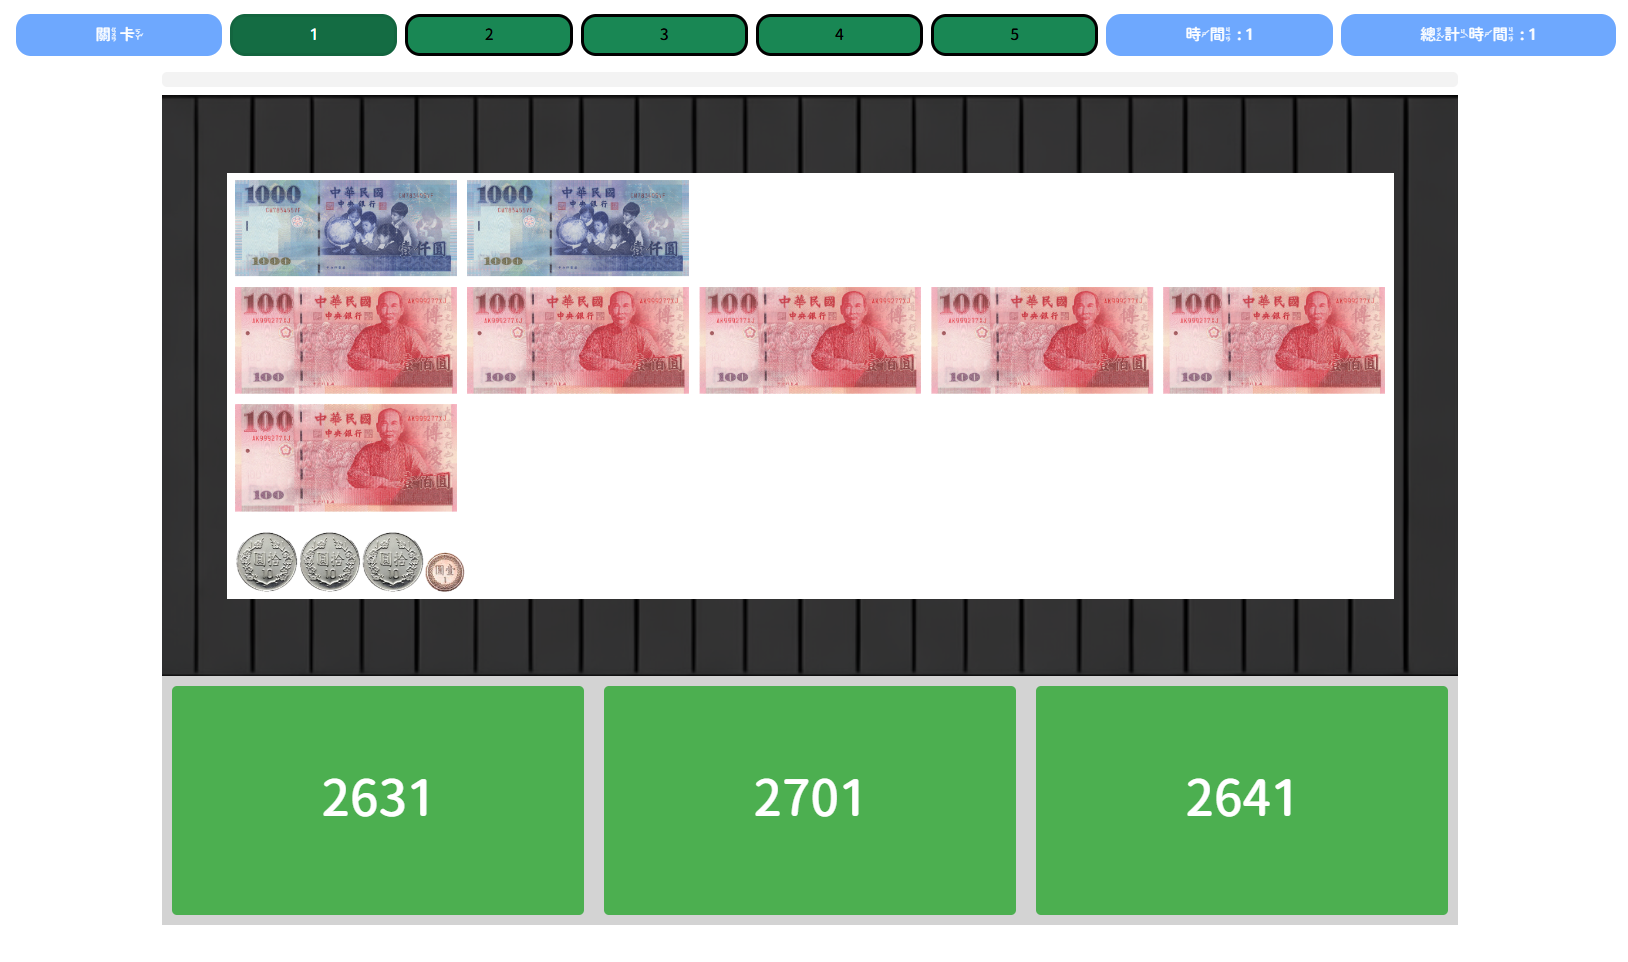 關卡 1 2 3 4 5 時間：1 總計時間：1
1000 中華民國 1000 中華民國
中央銀行 中央銀行
壹仟圓 壹仟圓
1000 1000
100 中華民國 100 中華民國 100 中華民國 100 中華民國 100 中華民國
AK999277XJ 中央銀行 AK999277XJ 中央銀行 AK999277XJ 中央銀行 AK999277XJ 中央銀行 AK999277XJ 中央銀行
壹佰圓 壹佰圓 壹佰圓 壹佰圓 壹佰圓
100 100 100 100 100
100 中華民國
AK999277XJ 中央銀行
壹佰圓
100
圓拾 圓拾 圓拾 圓壹
10 10 10 1
2631 2701 2641